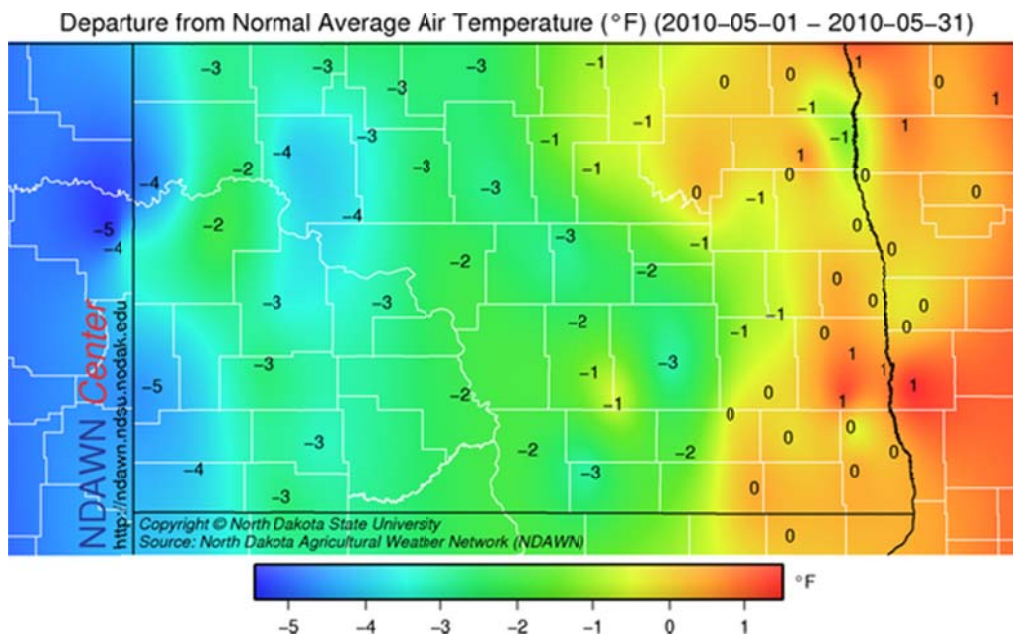 Departure from Normal Average Air Temperature (°F) (2010-05-01 - 2010-05-31)
-3 -3 -3 -1 0 0 1 0
-3 1
-1 -1 -1 1
-3 -1 -1
-4 -3 -1 1
-4 -2 -3 -3 -1 0 0 0 0
-4 -1
-5 -2 -2 -3 -1 0 0
-4 -2 0
-3 -3 -2 -1 0 0 0
-1 0 0
-3 -1 -3 1 1
-5 -2 -1 0 1 1
-3 -2 -2 0 0 0 0
-4 -3 0 0
-3 0
NDAWN Center
http://ndawn.ndsu.nodak.edu
Copyright © North Dakota State University
Source: North Dakota Agricultural Weather Network (NDAWN)
°F
-5 -4 -3 -2 -1 0 1